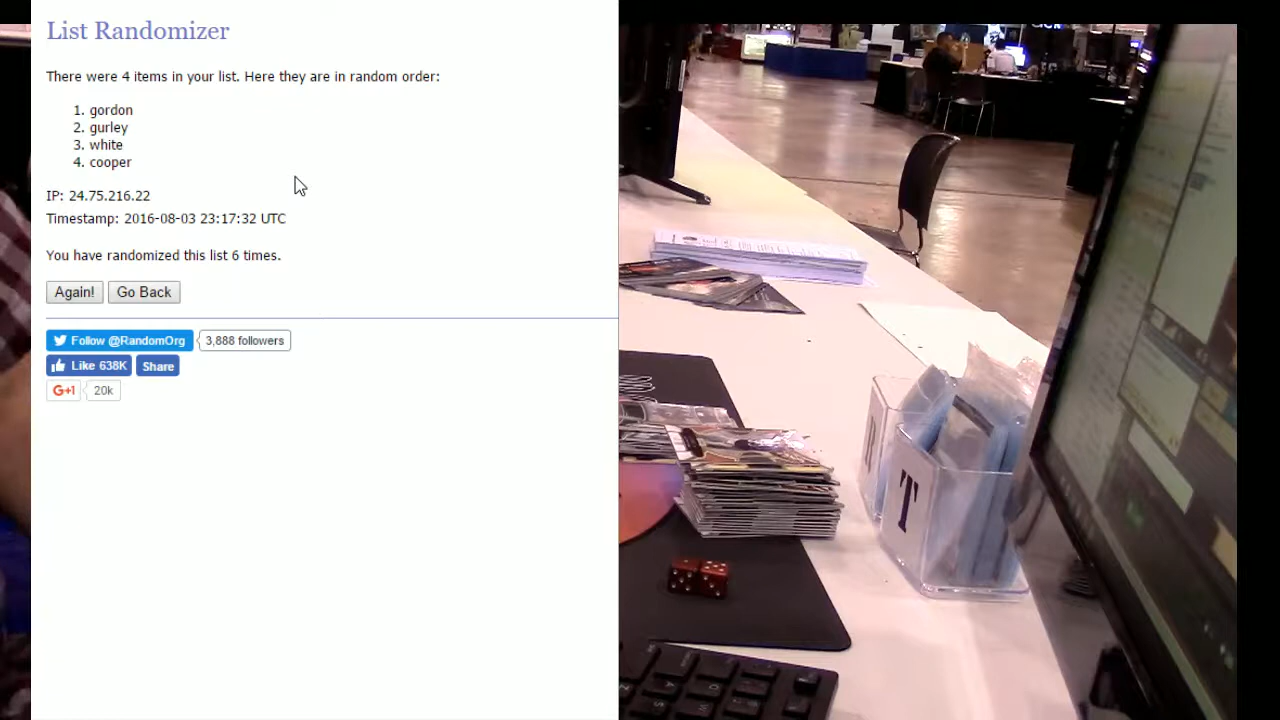 List Randomizer
There were 4 items in your list. Here they are in random order:
1. gordon
2. gurley
3. white
4. cooper
IP: 24.75.216.22
Timestamp: 2016-08-03 23:17:32 UTC
You have randomized this list 6 times.
Again! Go Back
Follow @RandomOrg 3,888 followers
Like 638K Share
G+1 20k
T